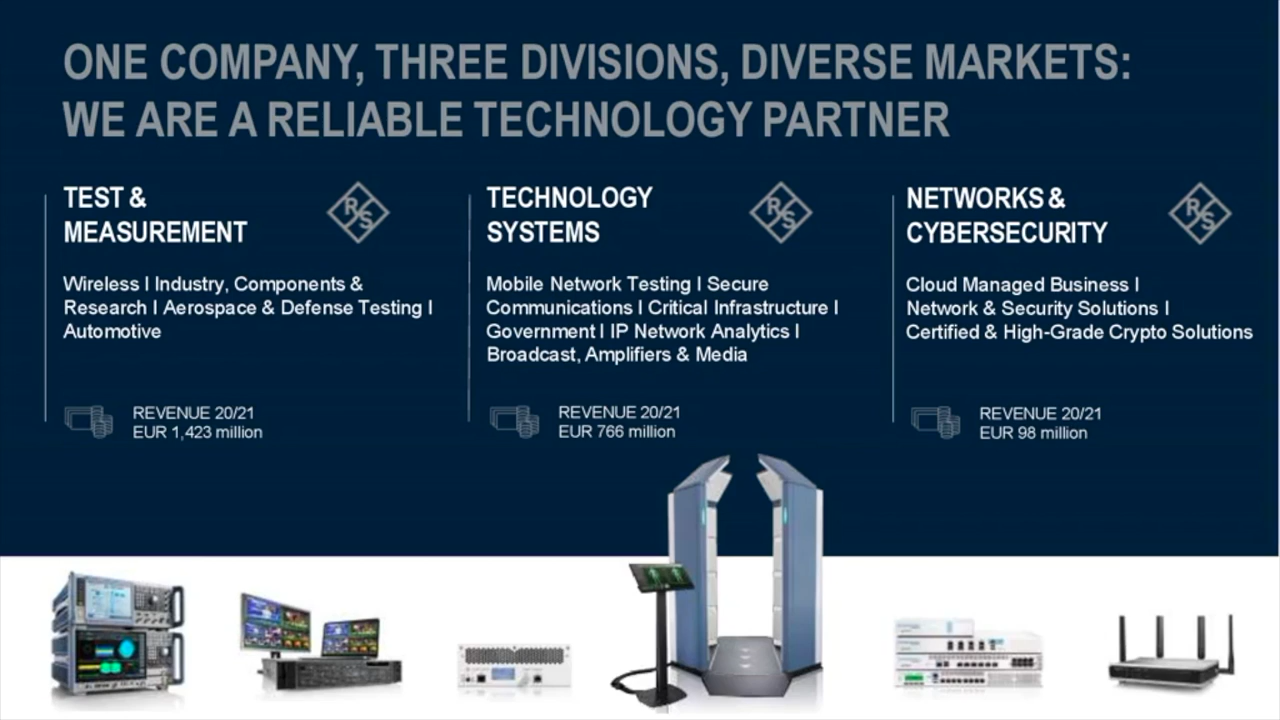 ONE COMPANY, THREE DIVISIONS, DIVERSE MARKETS:
WE ARE A RELIABLE TECHNOLOGY PARTNER
TEST &
MEASUREMENT
R S
Wireless I Industry, Components &
Research I Aerospace & Defense Testing I
Automotive
REVENUE 20/21
EUR 1,423 million
TECHNOLOGY
SYSTEMS
R S
Mobile Network Testing I Secure
Communications I Critical Infrastructure I
Government I IP Network Analytics I
Broadcast, Amplifiers & Media
REVENUE 20/21
EUR 766 million
NETWORKS &
CYBERSECURITY
R S
Cloud Managed Business I
Network & Security Solutions I
Certified & High-Grade Crypto Solutions
REVENUE 20/21
EUR 98 million